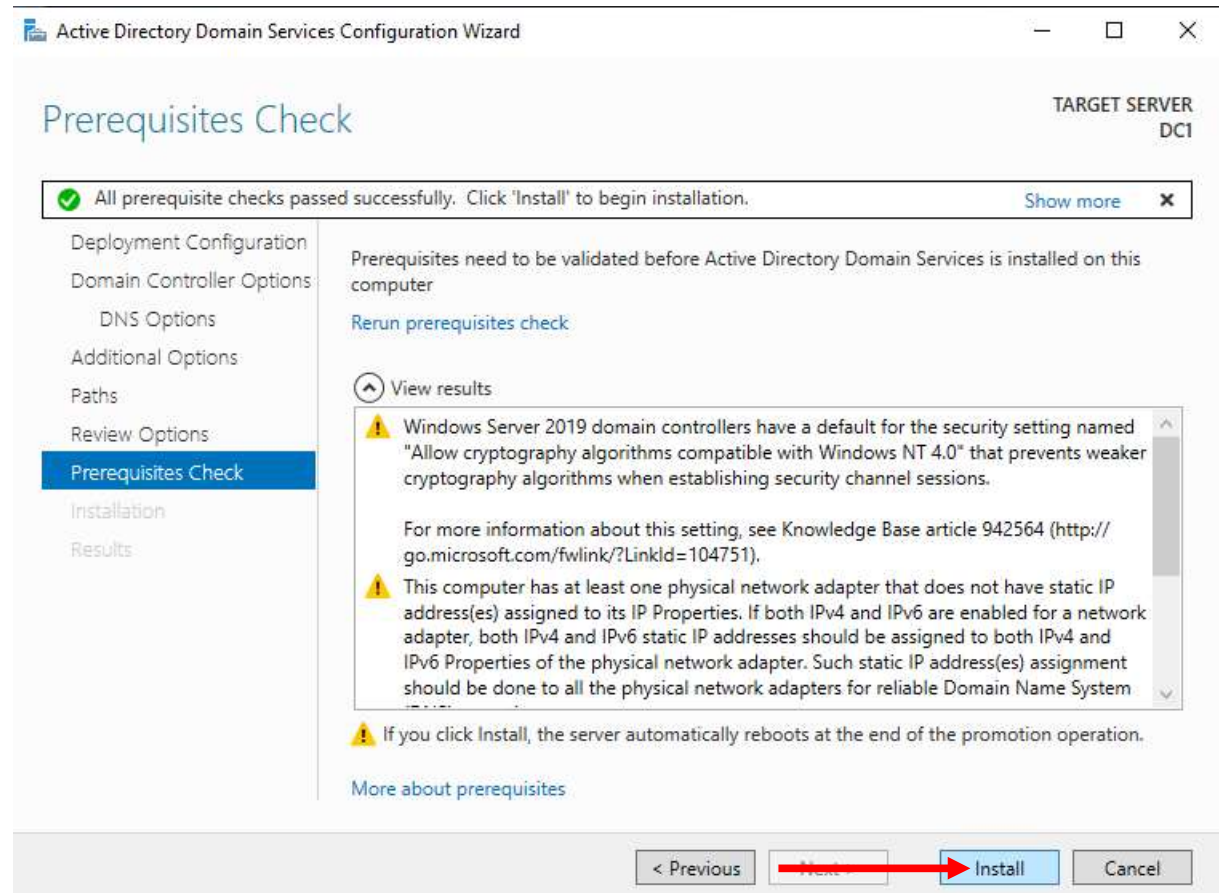 Active Directory Domain Services Configuration Wizard
Prerequisites Check
TARGET SERVER
DC1
All prerequisite checks passed successfully. Click 'Install' to begin installation.
Show more
Deployment Configuration
Domain Controller Options
DNS Options
Additional Options
Paths
Review Options
Prerequisites Check
Installation
Results
Prerequisites need to be validated before Active Directory Domain Services is installed on this
computer
Rerun prerequisites check
View results
Windows Server 2019 domain controllers have a default for the security setting named
"Allow cryptography algorithms compatible with Windows NT 4.0" that prevents weaker
cryptography algorithms when establishing security channel sessions.
For more information about this setting, see Knowledge Base article 942564 (http://
go.microsoft.com/fwlink/?LinkId=104751).
This computer has at least one physical network adapter that does not have static IP
address(es) assigned to its IP Properties. If both IPv4 and IPv6 are enabled for a network
adapter, both IPv4 and IPv6 static IP addresses should be assigned to both IPv4 and
IPv6 Properties of the physical network adapter. Such static IP address(es) assignment
should be done to all the physical network adapters for reliable Domain Name System
If you click Install, the server automatically reboots at the end of the promotion operation.
More about prerequisites
< Previous
Next >
Install
Cancel